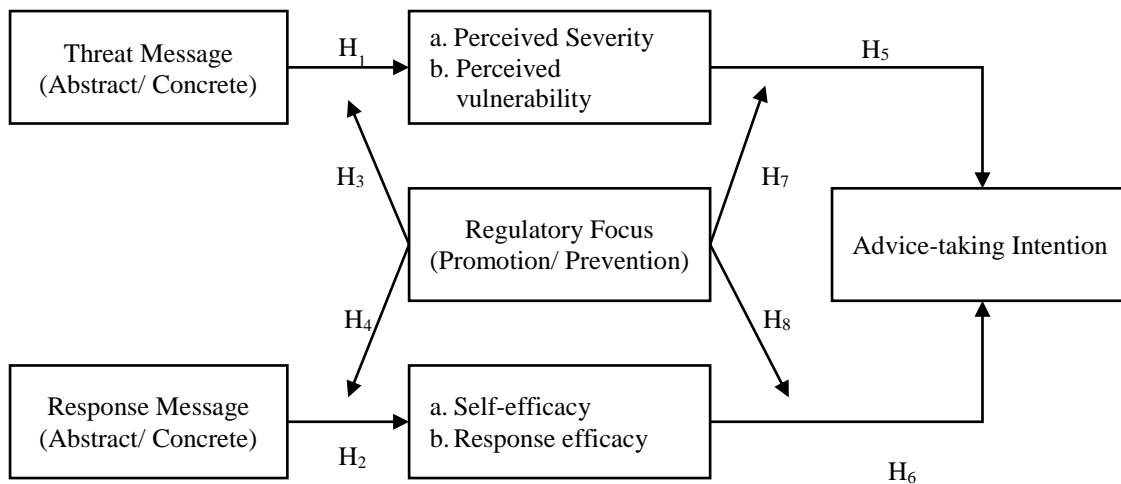 Threat Message
(Abstract/ Concrete)
H1
a. Perceived Severity
b. Perceived
vulnerability
H5
H3
H7
Regulatory Focus
(Promotion/ Prevention)
Advice-taking Intention
H4
H8
Response Message
(Abstract/ Concrete)
H2
a. Self-efficacy
b. Response efficacy
H6